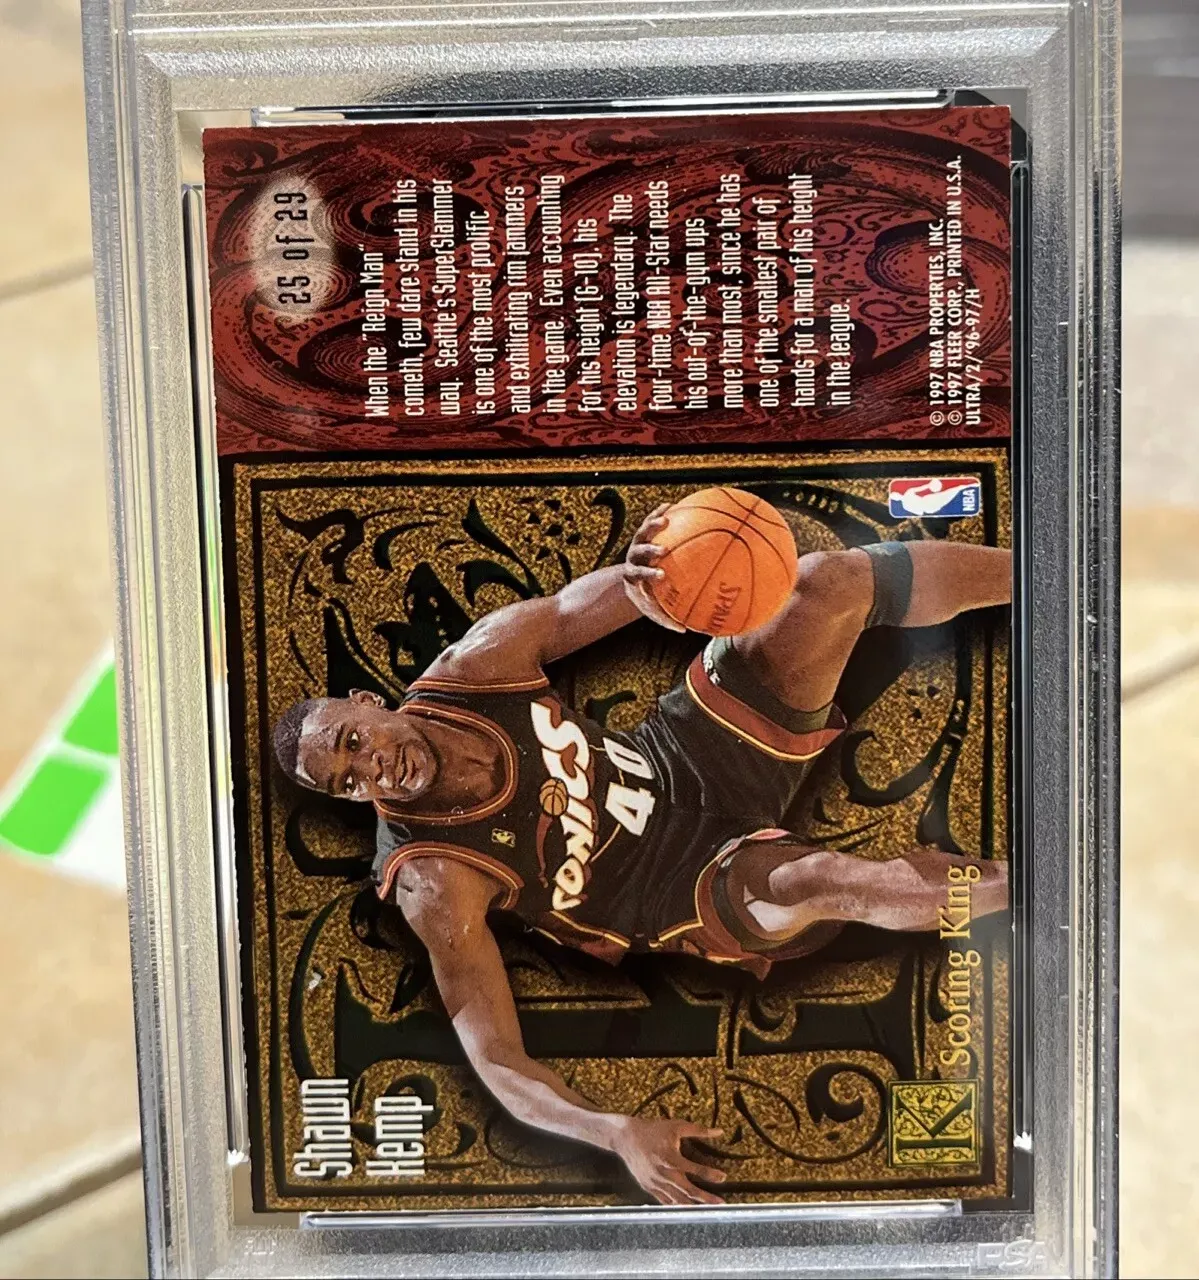 25 of 29
When the "Reign Man"
cometh, few dare stand in his
way. Seattle's SuperSlammer
is one of the most prolific
and exhilirating rim jammers
in the game. Even accounting
for his height (6-10), his
elevation is legendary. The
four-time NBA All-Star needs
his out-of-the-gym ups
more than most, since he has
one of the smallest pair of
hands for a man of his height
in the league.
© 1997 NBA PROPERTIES, INC.
© 1997 FLEER CORP., PRINTED IN U.S.A.
ULTRA/2/'96-97/H
Shawn
Kemp
SONICS
40
SPALD
NBA
K Scoring King